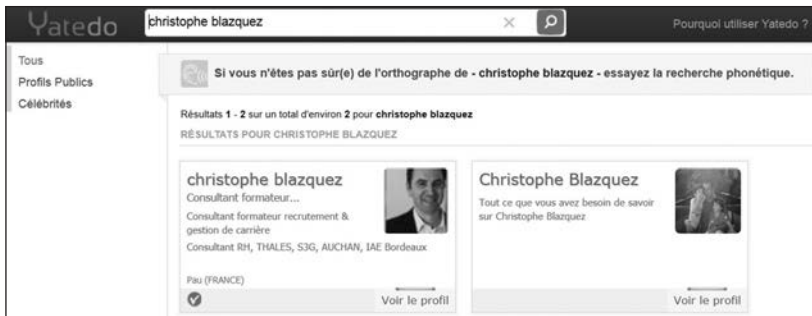 Yatedo
christophe blazquez
Pourquoi utiliser Yatedo ?
Tous
Profils Publics
Célébrités
Si vous n'êtes pas sûr(e) de l'orthographe de - christophe blazquez - essayez la recherche phonétique.
Résultats 1 - 2 sur un total d'environ 2 pour christophe blazquez
RÉSULTATS POUR CHRISTOPHE BLAZQUEZ
christophe blazquez
Consultant formateur...
Consultant formateur recrutement &
gestion de carrière
Consultant RH, THALES, S3G, AUCHAN, IAE Bordeaux
Pau (FRANCE)
Voir le profil
Christophe Blazquez
Tout ce que vous avez besoin de savoir
sur Christophe Blazquez
Voir le profil